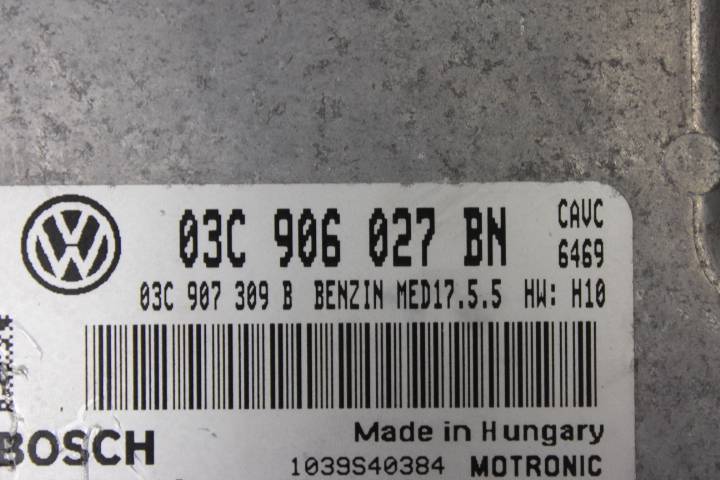 03C 906 027 BN CAVC 6469
03C 907 309 B BENZIN MED17.5.5 HW: H10
BOSCH
Made in Hungary
1039S40384 MOTRONIC